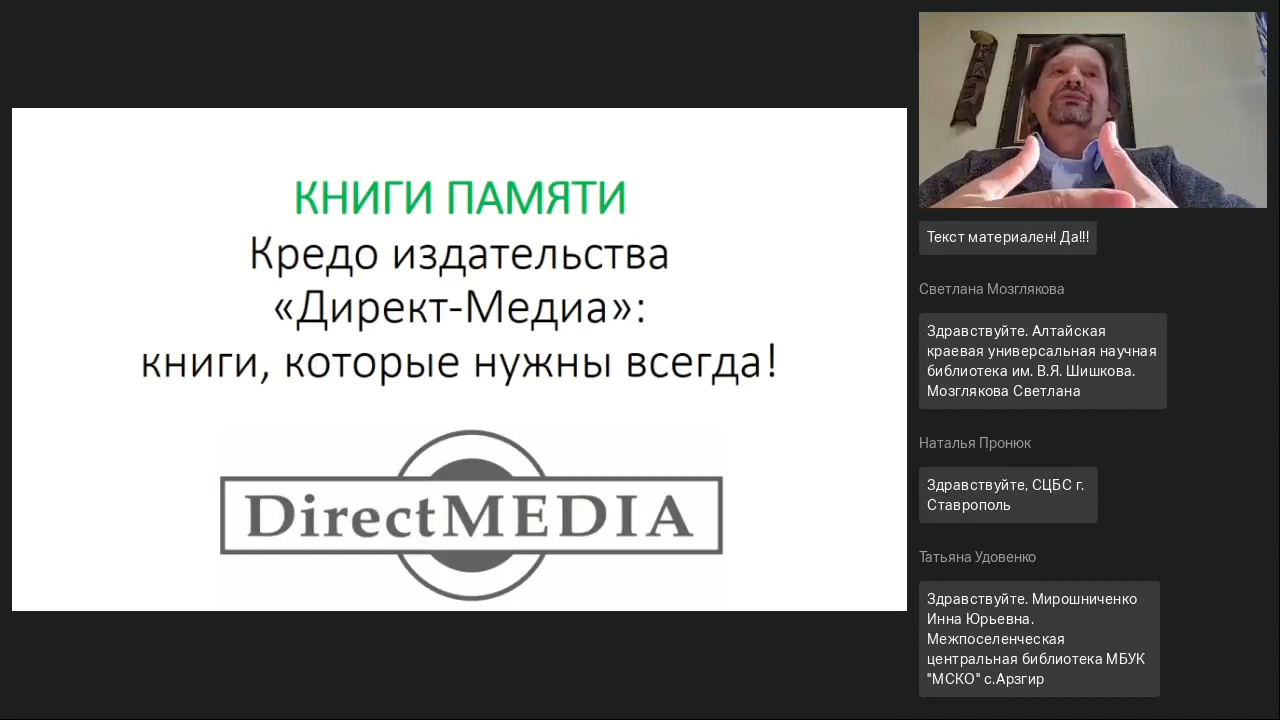 КНИГИ ПАМЯТИ
Кредо издательства
«Директ-Медиа»:
книги, которые нужны всегда!
DirectMEDIA
Текст материален! Да!!!
Светлана Мозглякова
Здравствуйте. Алтайская
краевая универсальная научная
библиотека им. В.Я. Шишкова.
Мозглякова Светлана
Наталья Пронюк
Здравствуйте, СЦБС г.
Ставрополь
Татьяна Удовенко
Здравствуйте. Мирошниченко
Инна Юрьевна.
Межпоселенческая
центральная библиотека МБУК
"МСКО" с.Арзгир